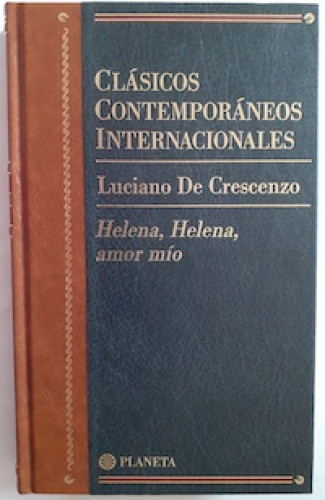 CLÁSICOS
CONTEMPORÁNEOS
INTERNACIONALES
Luciano De Crescenzo
Helena, Helena,
amor mío
PLANETA